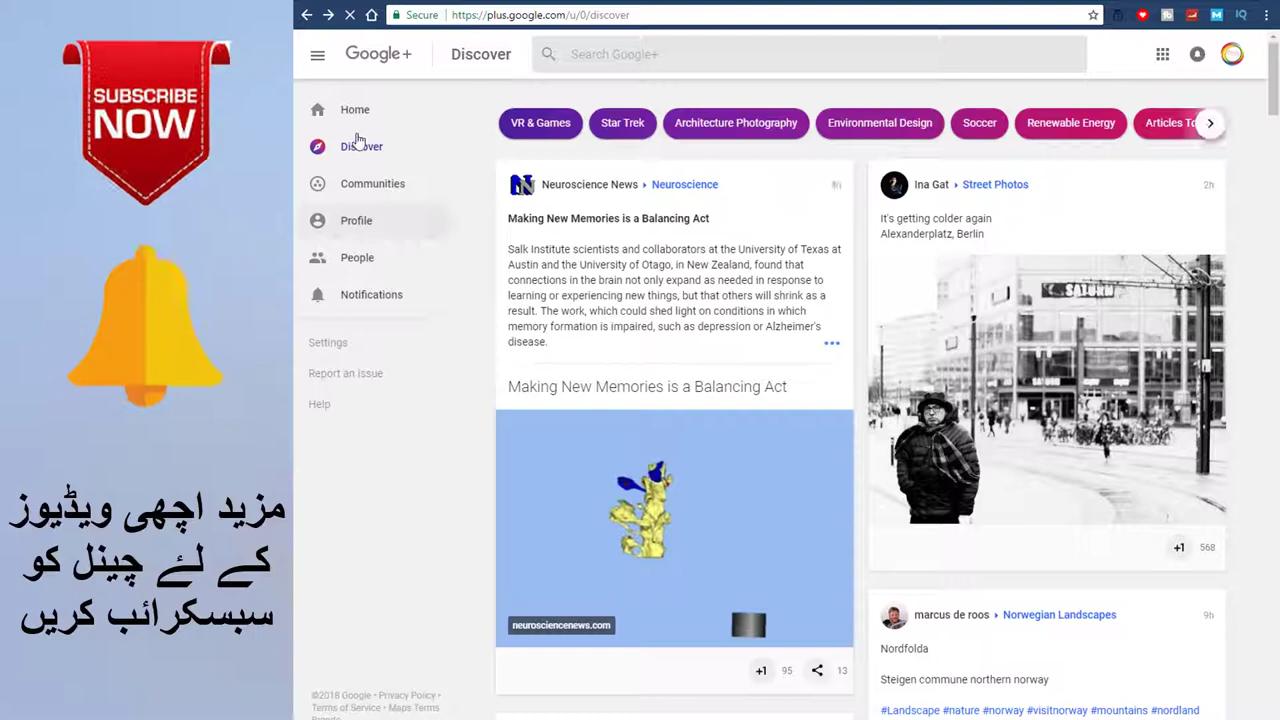 SUBSCRIBE
NOW
مزید اچھی ویڈیوز
کے لئے چینل کو
سبسکرائب کریں
Secure
https://plus.google.com/u/0/discover
Google+
Discover
Search Google+
Home
Discover
Communities
Profile
People
Notifications
Settings
Report an issue
Help
©2018 Google • Privacy Policy •
Terms of Service • Maps Terms
VR & Games
Star Trek
Architecture Photography
Environmental Design
Soccer
Renewable Energy
Articles
Neuroscience News
Neuroscience
Making New Memories is a Balancing Act
Salk Institute scientists and collaborators at the University of Texas at
Austin and the University of Otago, in New Zealand, found that
connections in the brain not only expand as needed in response to
learning or experiencing new things, but that others will shrink as a
result. The work, which could shed light on conditions in which
memory formation is impaired, such as depression or Alzheimer's
disease.
Making New Memories is a Balancing Act
neurosciencenews.com
+1 95
13
Ina Gat
Street Photos
2h
It's getting colder again
Alexanderplatz, Berlin
SATURN
+1 568
marcus de roos
Norwegian Landscapes
9h
Nordfolda
Steigen commune northern norway
#Landscape #nature #norway #visitnorway #mountains #nordland